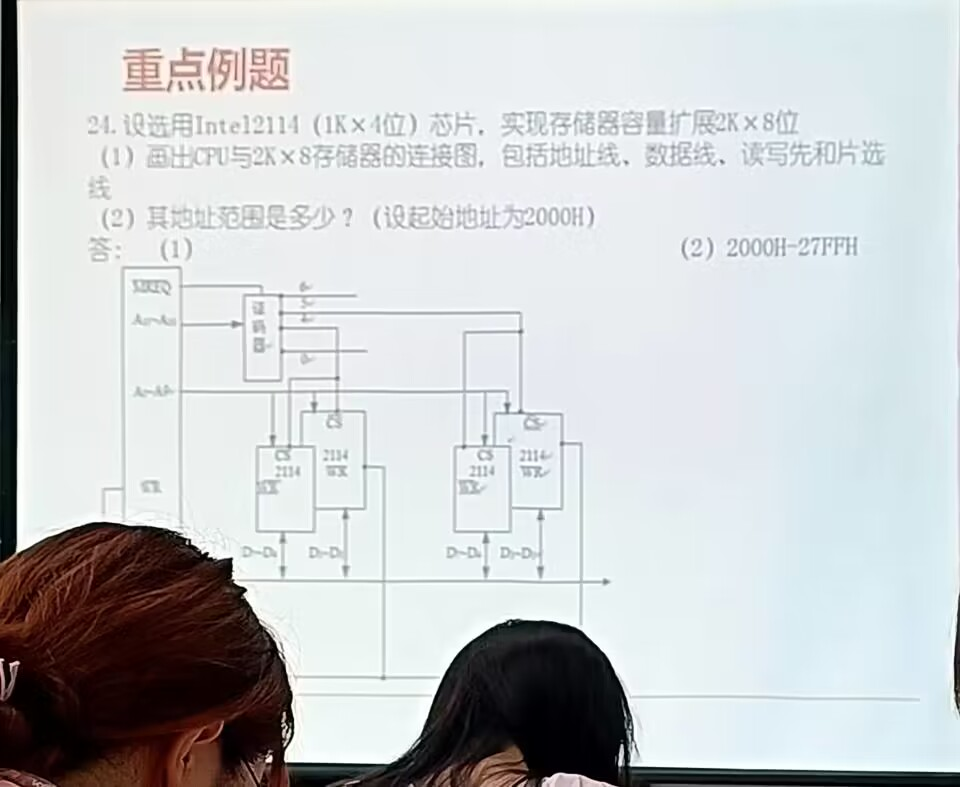 重点例题
24. 设选用Intel2114（1K×4位）芯片，实现存储器容量扩展2K×8位
（1）画出CPU与2K×8存储器的连接图，包括地址线、数据线、读写先和片选
线
（2）其地址范围是多少？（设起始地址为2000H）
答： （1） （2）2000H-27FFH
MREQ
译
码
器
CS
CS
CS
2114
CS
2114
2114
WR
2114
WR
WR
WR
WR